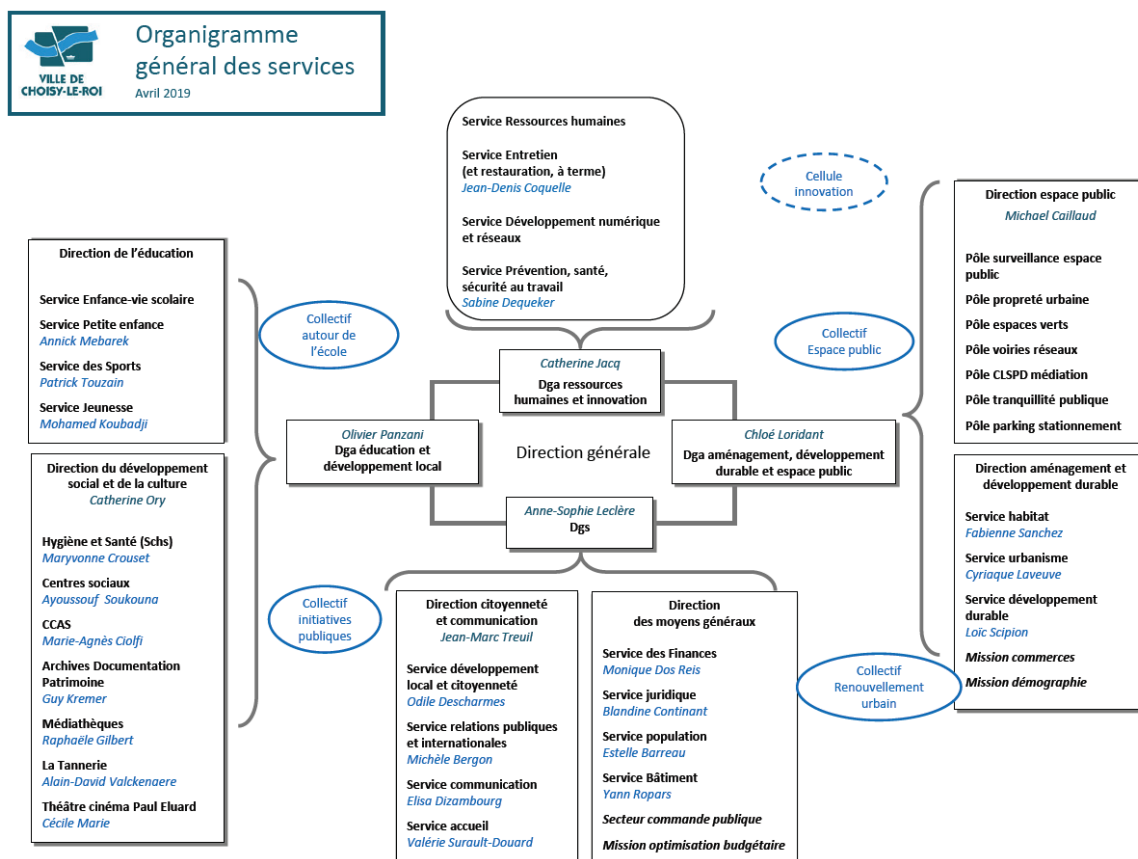 VILLE DE
CHOISY-LE-ROI
Organigramme
général des services
Avril 2019
Service Ressources humaines
Service Entretien
(et restauration, à terme)
Jean-Denis Coquelle
Service Développement numérique
et réseaux
Service Prévention, santé,
sécurité au travail
Sabine Dequeker
Cellule
innovation
Direction espace public
Michael Caillaud
Pôle surveillance espace
public
Pôle propreté urbaine
Pôle espaces verts
Pôle voiries réseaux
Pôle CLSPD médiation
Pôle tranquillité publique
Pôle parking stationnement
Direction de l'éducation
Service Enfance-vie scolaire
Service Petite enfance
Annick Mebarek
Service des Sports
Patrick Touzain
Service Jeunesse
Mohamed Koubadji
Collectif
autour de
l'école
Collectif
Espace public
Catherine Jacq
Dga ressources
humaines et innovation
Olivier Panzani
Dga éducation et
développement local
Direction générale
Chloé Loridant
Dga aménagement, développement
durable et espace public
Anne-Sophie Leclère
Dgs
Direction du développement
social et de la culture
Catherine Ory
Hygiène et Santé (Schs)
Maryvonne Crouset
Centres sociaux
Ayoussouf Soukouna
CCAS
Marie-Agnès Ciolfi
Archives Documentation
Patrimoine
Guy Kremer
Médiathèques
Raphaële Gilbert
La Tannerie
Alain-David Valckenaere
Théâtre cinéma Paul Eluard
Cécile Marie
Collectif
initiatives
publiques
Direction citoyenneté
et communication
Jean-Marc Treuil
Service développement
local et citoyenneté
Odile Descharmes
Service relations publiques
et internationales
Michèle Bergon
Service communication
Elisa Dizambourg
Service accueil
Valérie Surault-Douard
Direction
des moyens généraux
Service des Finances
Monique Dos Reis
Service juridique
Blandine Continant
Service population
Estelle Barreau
Service Bâtiment
Yann Ropars
Secteur commande publique
Mission optimisation budgétaire
Collectif
Renouvellement
urbain
Direction aménagement et
développement durable
Service habitat
Fabienne Sanchez
Service urbanisme
Cyriaque Laveuve
Service développement
durable
Loïc Scipion
Mission commerces
Mission démographie